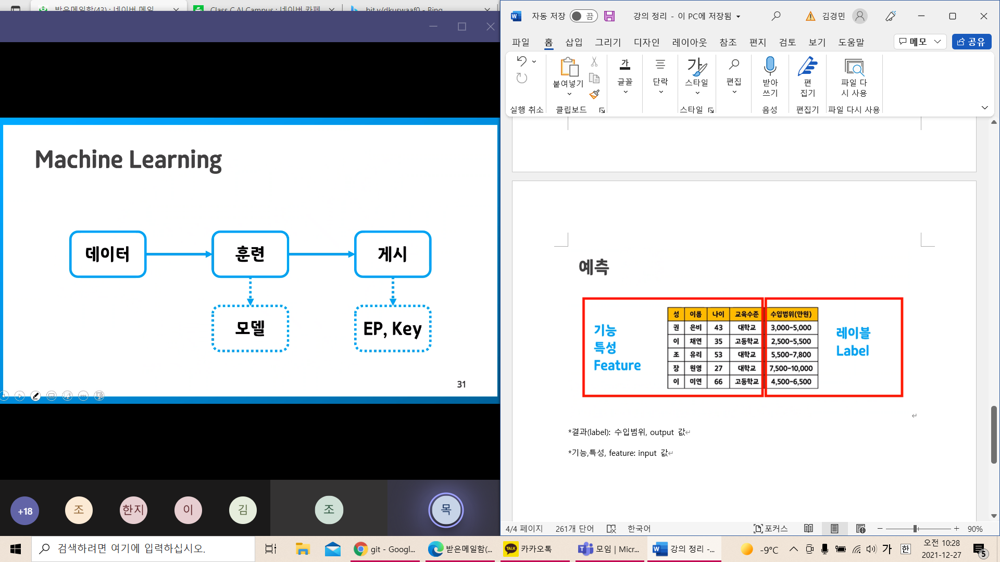 받은메일함(43) : 네이버 메일
Class C AI Campus : 네이버 카페
bit.ly/dkuswaaf0 - Bing
Machine Learning
데이터
훈련
게시
모델
EP, Key
31
+18
조
한지
이
김
조
목
자동 저장
끔
강의 정리 - 이 PC에 저장됨
김경민
파일
홈
삽입
그리기
디자인
레이아웃
참조
편지
검토
보기
도움말
메모
공유
붙여넣기
가
글꼴
단락
가
스타일
편집
받아
쓰기
편
집기
파일 다
시 사용
실행 취소
클립보드
스타일
음성
편집기
파일 다시 사용
예측
기능
특성
Feature
성 이름 나이 교육수준 수입범위(만원)
권 은비 43 대학교 3,000-5,000
이 채연 35 고등학교 2,500-5,500
조 유리 53 대학교 5,500-7,800
장 원영 27 대학교 7,500-10,000
이 미연 66 고등학교 4,500-6,500
레이블
Label
*결과(label): 수입범위, output 값
*기능,특성, feature: input 값
4/4 페이지
261개 단어
한국어
포커스
90%
검색하려면 여기에 입력하십시오.
git - Googl...
받은메일함(...
TALK
카카오톡
모임 | Micr...
강의 정리 -...
-9°C
가
한
오전 10:28
2021-12-27
5